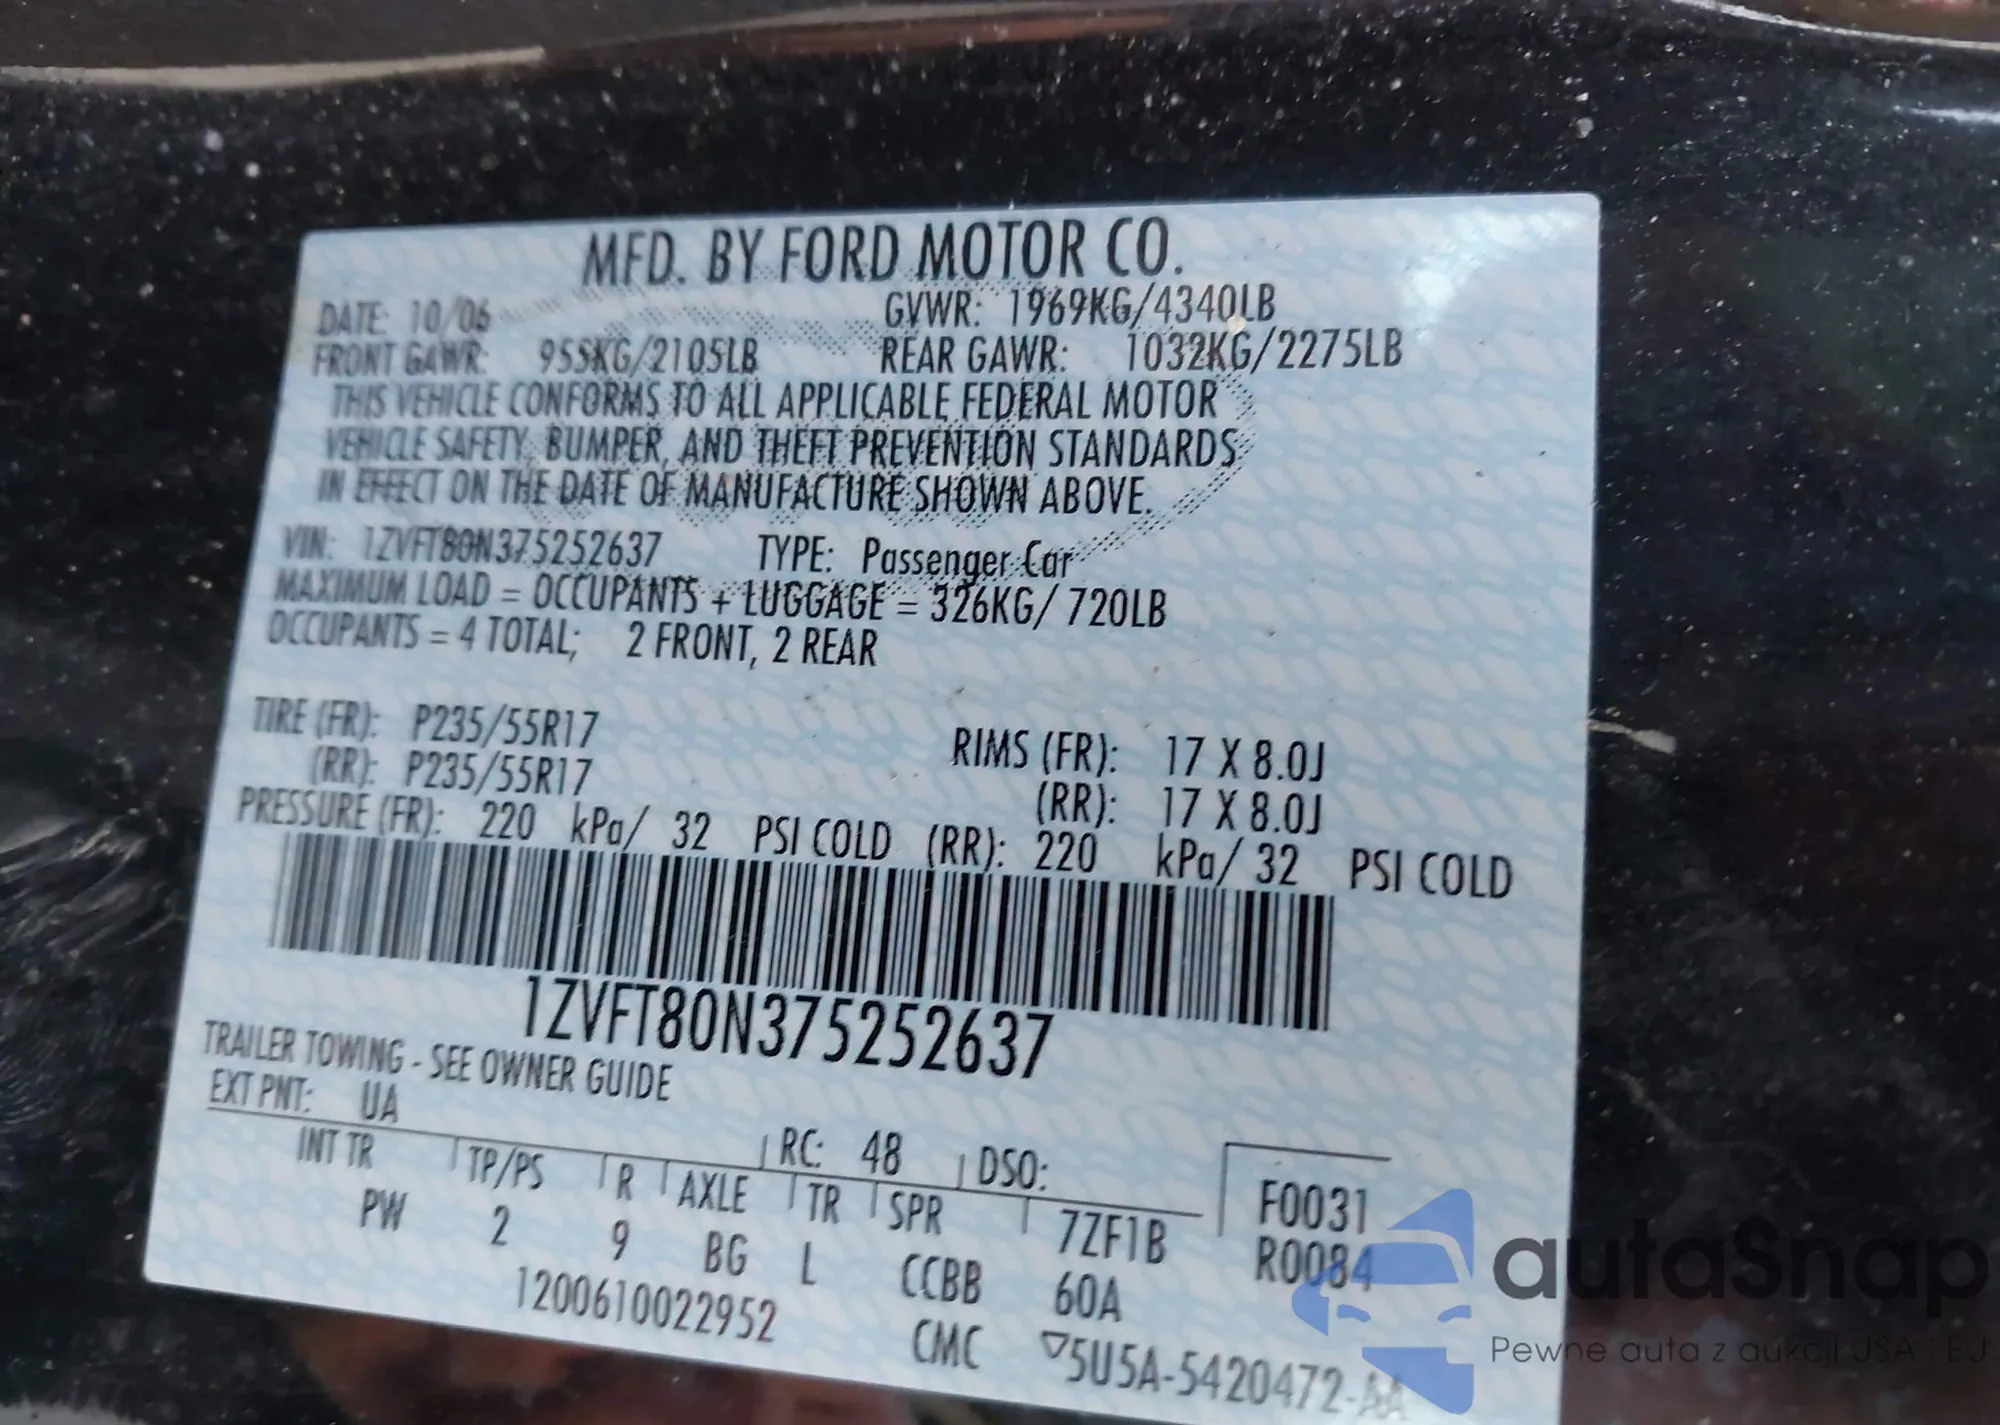 MFD. BY FORD MOTOR CO.
DATE: 10/06 GVWR: 1969KG/4340LB
FRONT GAWR: 955KG/2105LB REAR GAWR: 1032KG/2275LB
THIS VEHICLE CONFORMS TO ALL APPLICABLE FEDERAL MOTOR
VEHICLE SAFETY, BUMPER, AND THEFT PREVENTION STANDARDS
IN EFFECT ON THE DATE OF MANUFACTURE SHOWN ABOVE.
VIN: 1ZVFT80N375252637 TYPE: Passenger Car
MAXIMUM LOAD = OCCUPANTS + LUGGAGE = 326KG/ 720LB
OCCUPANTS = 4 TOTAL; 2 FRONT, 2 REAR
TIRE (FR): P235/55R17 RIMS (FR): 17 X 8.0J
(RR): P235/55R17 (RR): 17 X 8.0J
PRESSURE (FR): 220 kPa/ 32 PSI COLD (RR): 220 kPa/ 32 PSI COLD
1ZVFT80N375252637
TRAILER TOWING - SEE OWNER GUIDE
EXT PNT: UA RC: 48 DSO: F0031
INT TR TP/PS R AXLE TR SPR 7ZF1B R0084
PW 2 9 BG L CCBB 60A
1200610022952 CMC ▽5U5A-5420472-AA
autaSnap
Pewne auta z aukcji USA EJ